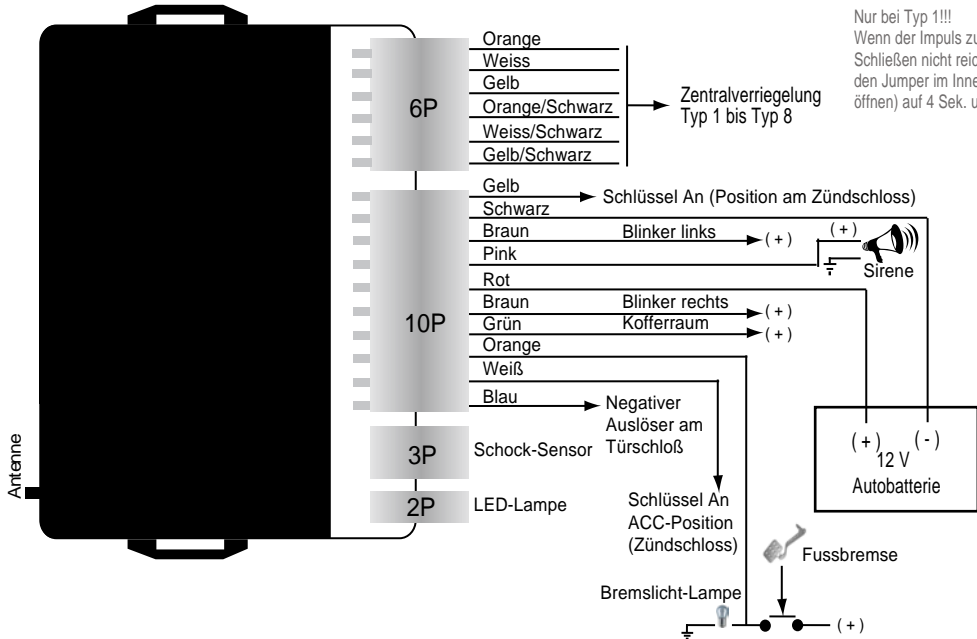 Nur bei Typ 1!!!
Wenn der Impuls
Schließen nicht
den Jumper im
öffnen) auf 4 Sek.
Orange
Weiss
Gelb
Orange/Schwarz
Weiss/Schwarz
Gelb/Schwarz
6P
Zentralverriegelung
Typ 1 bis Typ 8
Gelb
Schlüssel An (Position am Zündschloss)
Schwarz
Braun Blinker links (+) (+)
Pink
Sirene
Rot
Braun Blinker rechts (+)
10P
Grün Kofferraum (+)
Orange
Weiß
Blau
Negativer
Auslöser am
Türschloß
3P
Schock-Sensor
2P
LED-Lampe
Antenne
(+) (-)
12 V
Autobatterie
Schlüssel An
ACC-Position
(Zündschloss)
Fussbremse
Bremslicht-Lampe
(+)